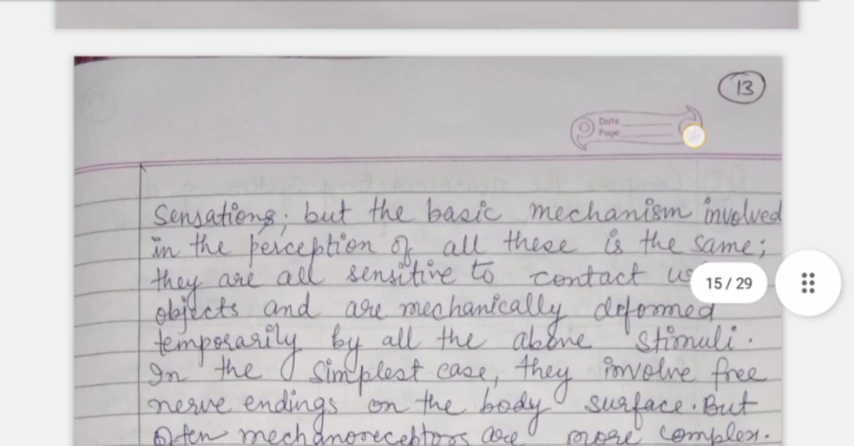 13
Date
Page
Sensations; but the basic mechanism involved
in the perception of all these is the same;
they are all sensitive to contact
15 / 29
objects and are mechanically deformed
temporarily by all the above stimuli.
In the simplest case, they involve free
nerve endings on the body surface. But
often mechanoreceptors are more complex.